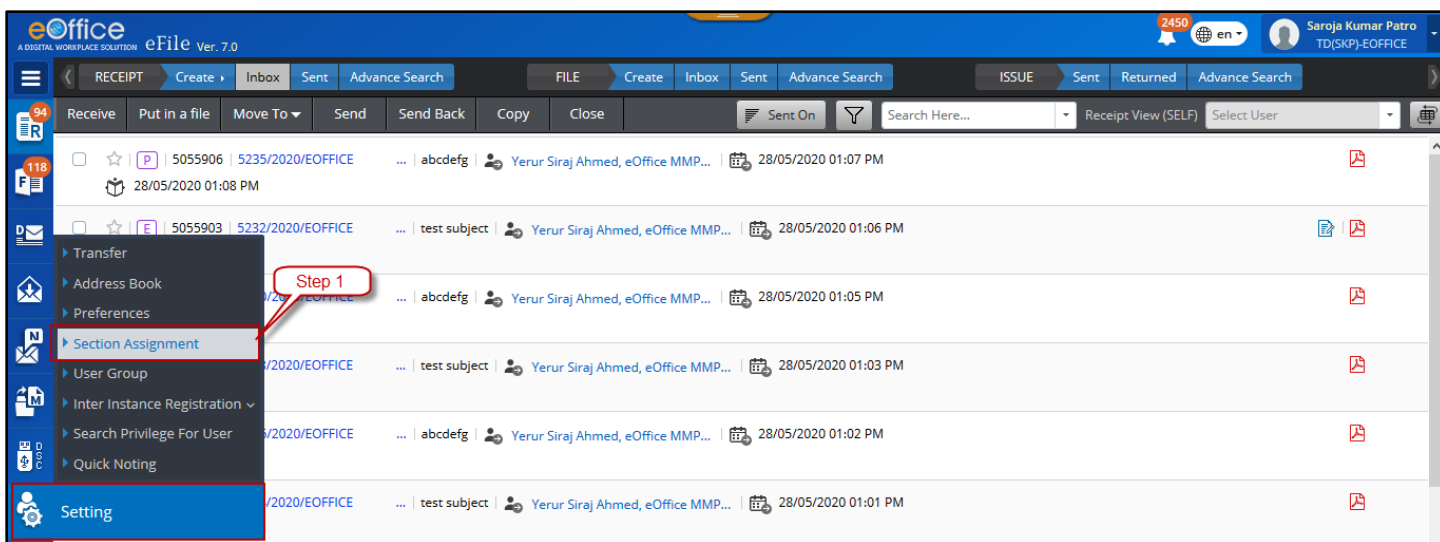 eOffice
A DIGITAL WORKPLACE SOLUTION eFile Ver. 7.0
2450 en
Saroja Kumar Patro
TD(SKP)-EOFFICE
RECEIPT Create Inbox Sent Advance Search FILE Create Inbox Sent Advance Search ISSUE Sent Returned Advance Search
94 R
Receive Put in a file Move To Send Send Back Copy Close Sent On Search Here... Receipt View (SELF) Select User
P 5055906 5235/2020/EOFFICE ... abcdefg Yerur Siraj Ahmed, eOffice MMP... 28/05/2020 01:07 PM
118 F
28/05/2020 01:08 PM
D
E 5055903 5232/2020/EOFFICE ... test subject Yerur Siraj Ahmed, eOffice MMP... 28/05/2020 01:06 PM
Transfer
Address Book
Step 1
/2020/EOFFICE ... abcdefg Yerur Siraj Ahmed, eOffice MMP... 28/05/2020 01:05 PM
Preferences
N
Section Assignment
/2020/EOFFICE ... test subject Yerur Siraj Ahmed, eOffice MMP... 28/05/2020 01:03 PM
User Group
M
Inter Instance Registration
/2020/EOFFICE ... abcdefg Yerur Siraj Ahmed, eOffice MMP... 28/05/2020 01:02 PM
Search Privilege For User
DSC
Quick Noting
/2020/EOFFICE ... test subject Yerur Siraj Ahmed, eOffice MMP... 28/05/2020 01:01 PM
Setting